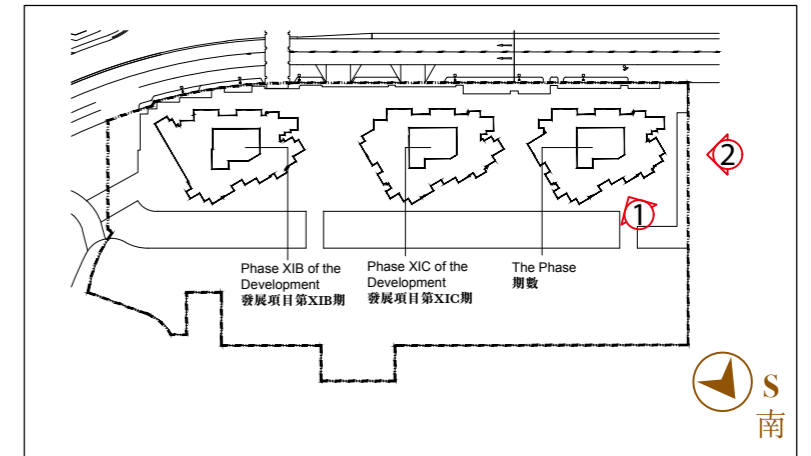 2
1
Phase XIB of the
Development
發展項目第XIB期
Phase XIC of the
Development
發展項目第XIC期
The Phase
期數
S
南